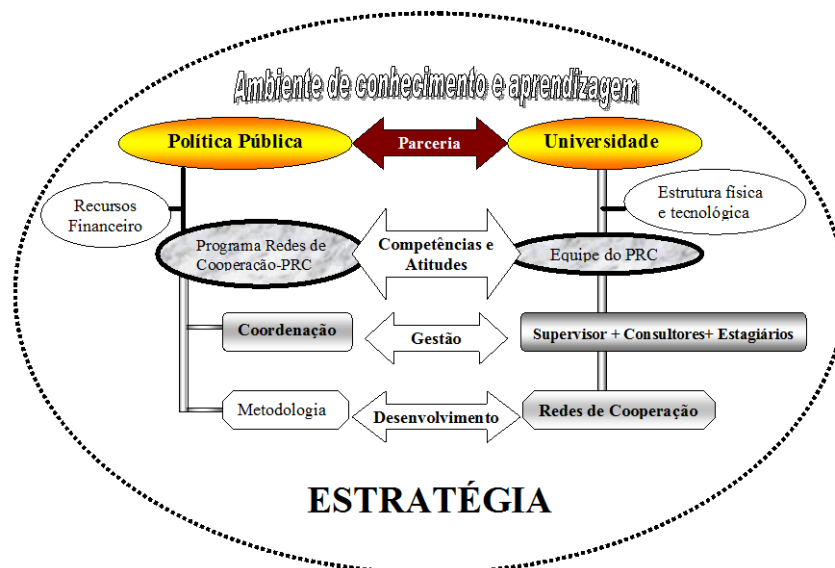 Ambiente de conhecimento e aprendizagem
Política Pública
Parceria
Universidade
Recursos
Financeiro
Estrutura física
e tecnológica
Programa Redes de
Cooperação-PRC
Competências e
Atitudes
Equipe do PRC
Coordenação
Gestão
Supervisor + Consultores+ Estagiários
Metodologia
Desenvolvimento
Redes de Cooperação
ESTRATÉGIA